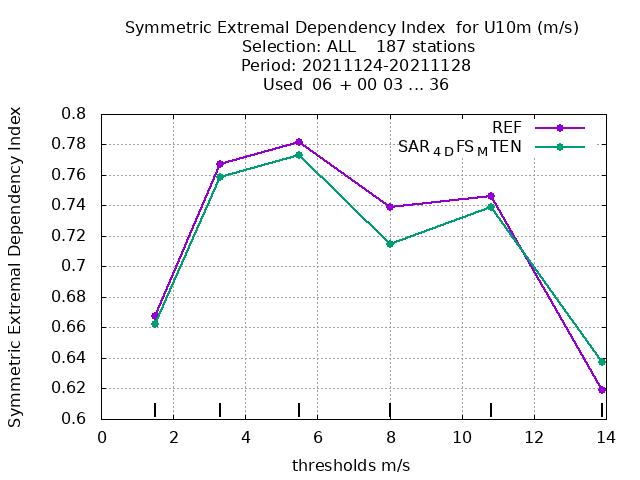 Symmetric Extremal Dependency Index  for U10m (m/s)
Selection: ALL    187 stations
Period: 20211124-20211128
Used  06 + 00 03 ... 36
Symmetric Extremal Dependency Index
0.8
0.78
0.76
0.74
0.72
0.7
0.68
0.66
0.64
0.62
0.6
REF
SAR4DFSMTEN
0 2 4 6 8 10 12 14
thresholds m/s